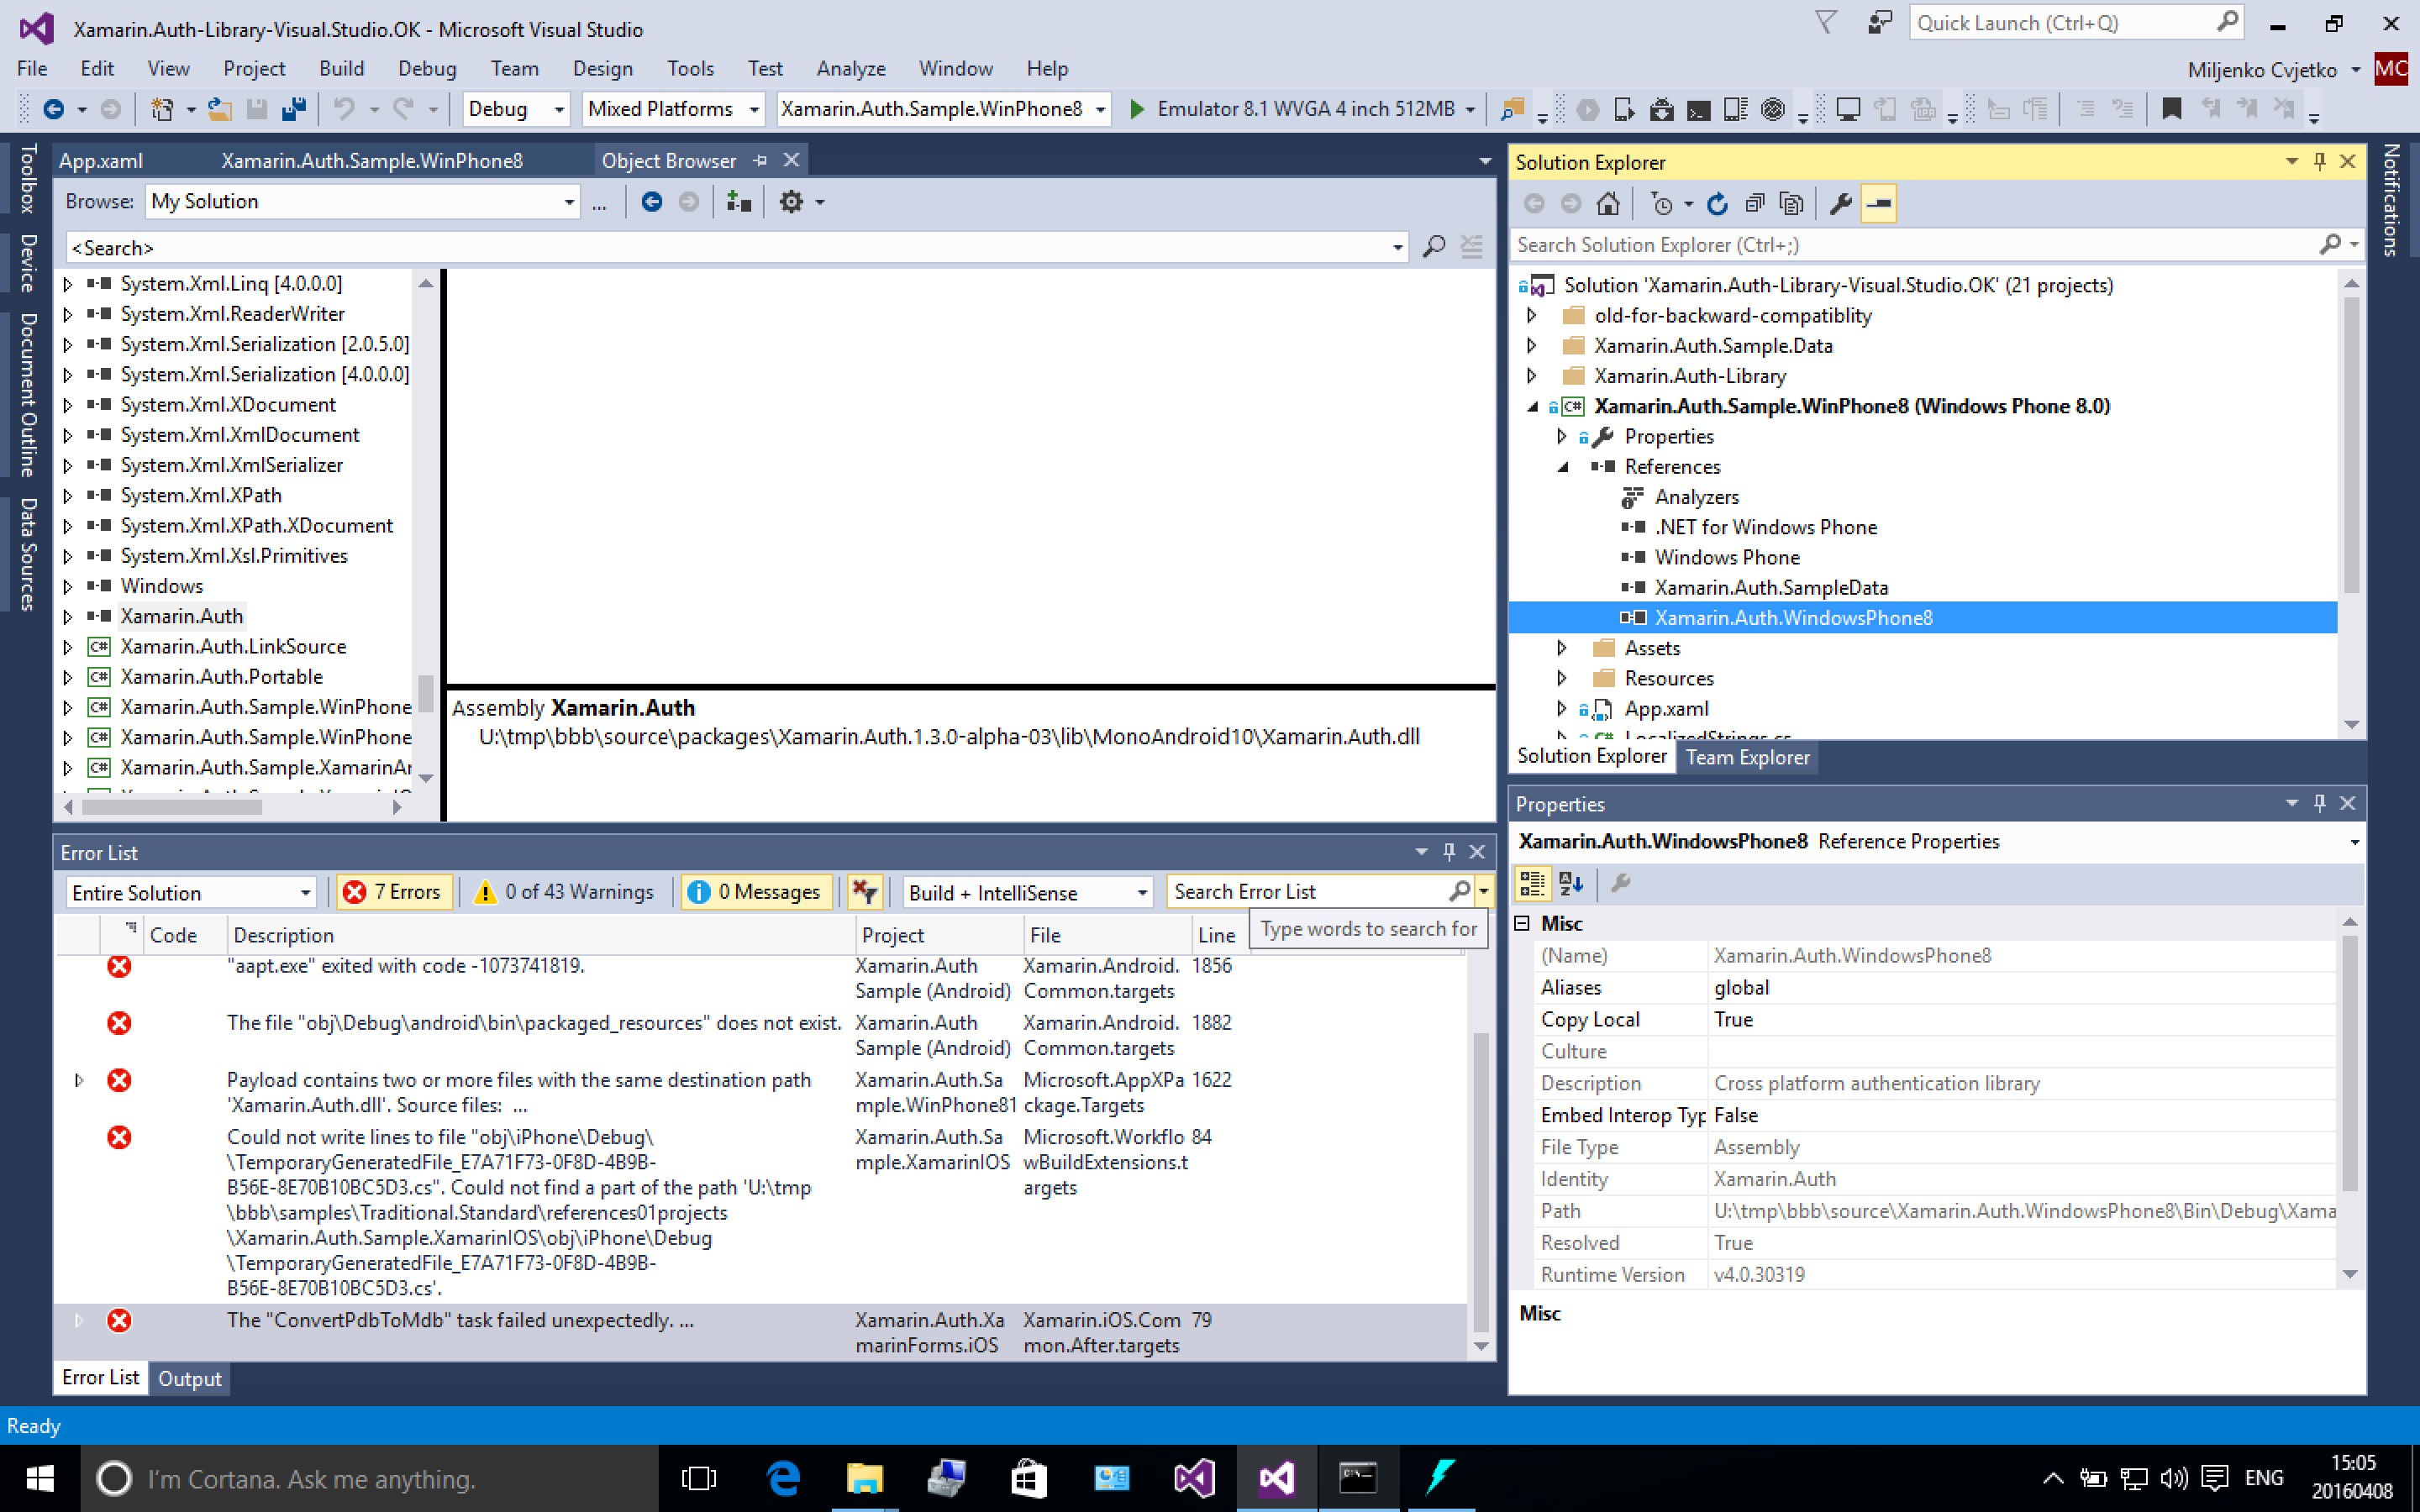 Xamarin.Auth-Library-Visual.Studio.OK - Microsoft Visual Studio
Quick Launch (Ctrl+Q)
File Edit View Project Build Debug Team Design Tools Test Analyze Window Help
Miljenko Cvjetko MC
Debug Mixed Platforms Xamarin.Auth.Sample.WinPhone8 Emulator 8.1 WVGA 4 inch 512MB
Toolbox
Device
Document Outline
Data Sources
App.xaml Xamarin.Auth.Sample.WinPhone8 Object Browser
Browse: My Solution ...
<Search>
System.Xml.Linq [4.0.0.0]
System.Xml.ReaderWriter
System.Xml.Serialization [2.0.5.0]
System.Xml.Serialization [4.0.0.0]
System.Xml.XDocument
System.Xml.XmlDocument
System.Xml.XmlSerializer
System.Xml.XPath
System.Xml.XPath.XDocument
System.Xml.Xsl.Primitives
Windows
Xamarin.Auth
C# Xamarin.Auth.LinkSource
C# Xamarin.Auth.Portable
C# Xamarin.Auth.Sample.WinPhone
C# Xamarin.Auth.Sample.WinPhone
C# Xamarin.Auth.Sample.XamarinAr
Assembly Xamarin.Auth
U:\tmp\bbb\source\packages\Xamarin.Auth.1.3.0-alpha-03\lib\MonoAndroid10\Xamarin.Auth.dll
Error List
Entire Solution 7 Errors 0 of 43 Warnings 0 Messages Build + IntelliSense Search Error List
Type words to search for
Code Description Project File Line
"aapt.exe" exited with code -1073741819. Xamarin.Auth Xamarin.Android. 1856
Sample (Android) Common.targets
The file "obj\Debug\android\bin\packaged_resources" does not exist. Xamarin.Auth Xamarin.Android. 1882
Sample (Android) Common.targets
Payload contains two or more files with the same destination path Xamarin.Auth.Sa Microsoft.AppXPa 1622
'Xamarin.Auth.dll'. Source files: ... mple.WinPhone81 ckage.Targets
Could not write lines to file "obj\iPhone\Debug\ Xamarin.Auth.Sa Microsoft.Workflo 84
\TemporaryGeneratedFile_E7A71F73-0F8D-4B9B- mple.XamarinIOS wBuildExtensions.t
B56E-8E70B10BC5D3.cs". Could not find a part of the path 'U:\tmp argets
\bbb\samples\Traditional.Standard\references01projects
\Xamarin.Auth.Sample.XamarinIOS\obj\iPhone\Debug
\TemporaryGeneratedFile_E7A71F73-0F8D-4B9B-
B56E-8E70B10BC5D3.cs'.
The "ConvertPdbToMdb" task failed unexpectedly. ... Xamarin.Auth.Xa Xamarin.iOS.Com 79
marinForms.iOS mon.After.targets
Error List Output
Solution Explorer
Search Solution Explorer (Ctrl+;)
Solution 'Xamarin.Auth-Library-Visual.Studio.OK' (21 projects)
old-for-backward-compatiblity
Xamarin.Auth.Sample.Data
Xamarin.Auth-Library
C# Xamarin.Auth.Sample.WinPhone8 (Windows Phone 8.0)
Properties
References
Analyzers
.NET for Windows Phone
Windows Phone
Xamarin.Auth.SampleData
Xamarin.Auth.WindowsPhone8
Assets
Resources
App.xaml
C# LocalizedStrings.cs
Solution Explorer Team Explorer
Properties
Xamarin.Auth.WindowsPhone8 Reference Properties
Misc
(Name) Xamarin.Auth.WindowsPhone8
Aliases global
Copy Local True
Culture
Description Cross platform authentication library
Embed Interop Typ False
File Type Assembly
Identity Xamarin.Auth
Path U:\tmp\bbb\source\Xamarin.Auth.WindowsPhone8\Bin\Debug\Xama
Resolved True
Runtime Version v4.0.30319
Misc
Notifications
Ready
I'm Cortana. Ask me anything.
ENG
15:05
20160408